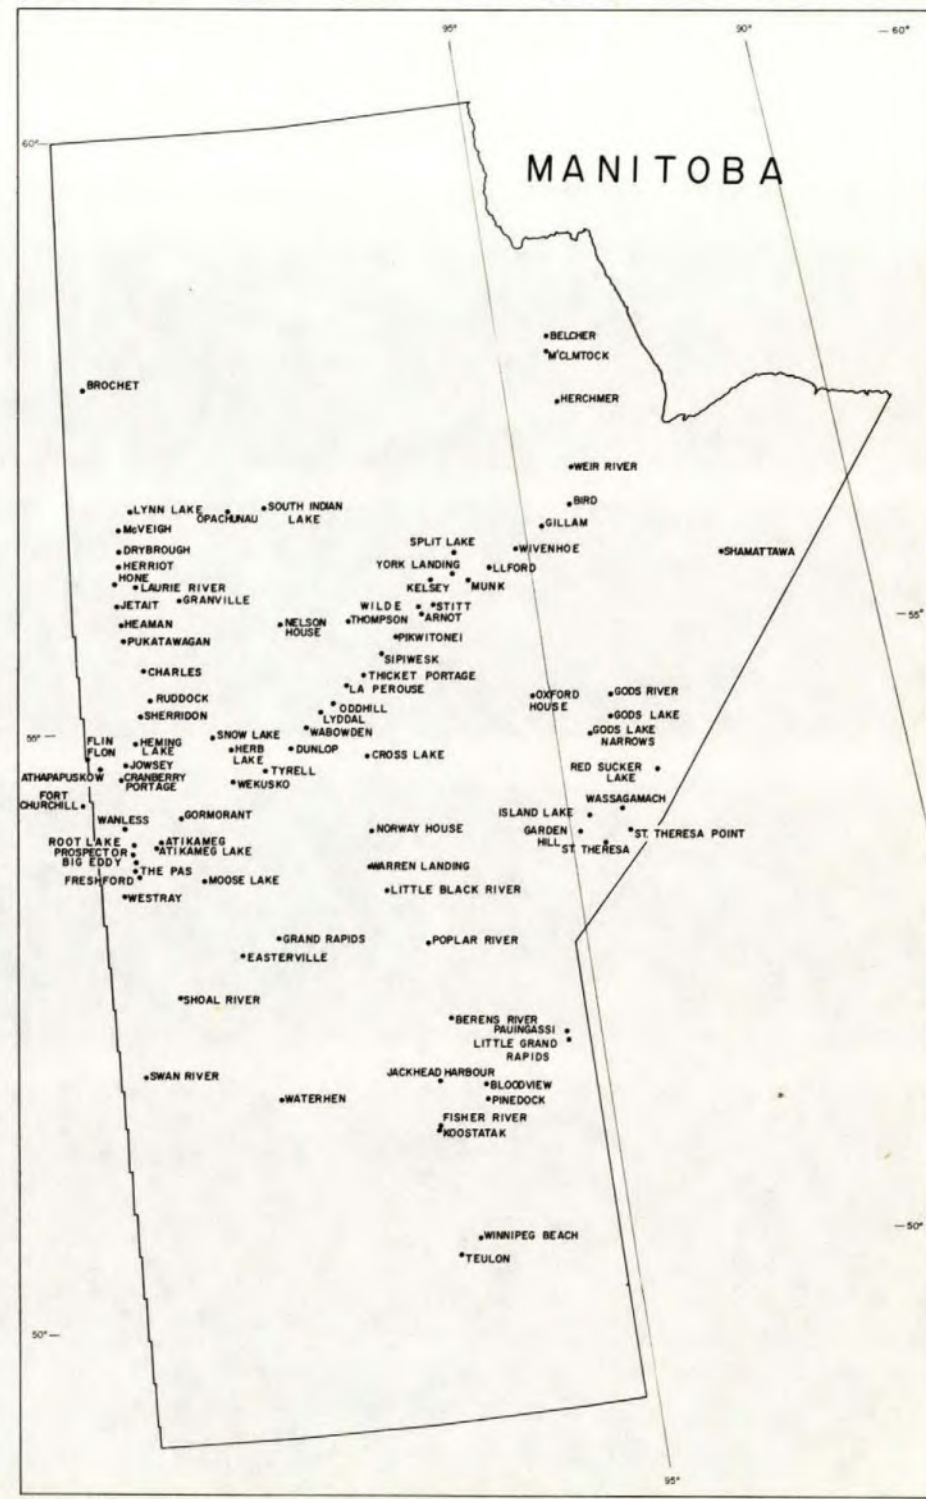 95°
90°
60°
60°
MANITOBA
BELCHER
McCLMTOCK
BROCHET
HERCHMER
WEIR RIVER
LYNN LAKE
OPACHUNAU
SOUTH INDIAN
LAKE
BIRD
McVEIGH
GILLAM
SPLIT LAKE
DRYBROUGH
WIVENHOE
SHAMATTAWA
HERRIOT
YORK LANDING
LLFORD
HONE
LAURIE RIVER
KELSEY
MUNK
GRANVILLE
JETAIT
WILDE
STITT
ARNOT
55°
HEAMAN
NELSON
HOUSE
THOMPSON
PUKATAWAGAN
PIKWITONEI
SIPIWESK
CHARLES
THICKET PORTAGE
LA PEROUSE
RUDDOCK
OXFORD
HOUSE
GODS RIVER
ODDHILL
SHERRIDON
LYDDAL
GODS LAKE
WABOWDEN
GODS LAKE
NARROWS
55°
SNOW LAKE
FLIN
FLON
HEMING
LAKE
HERB
LAKE
DUNLOP
CROSS LAKE
JOWSEY
TYRELL
RED SUCKER
LAKE
ATHAPAPUSKOW
CRANBERRY
PORTAGE
WEKUSKO
FORT
CHURCHILL
WASSAGAMACH
GORMORANT
ISLAND LAKE
WANLESS
NORWAY HOUSE
GARDEN
HILL
ST. THERESA POINT
ROOT LAKE
ATIKAMEG
ST THERESA
PROSPECTOR
ATIKAMEG LAKE
BIG EDDY
WARREN LANDING
THE PAS
FRESHFORD
MOOSE LAKE
LITTLE BLACK RIVER
WESTRAY
GRAND RAPIDS
POPLAR RIVER
EASTERVILLE
SHOAL RIVER
BERENS RIVER
PAUINGASSI
LITTLE GRAND
RAPIDS
SWAN RIVER
JACKHEAD HARBOUR
BLOODVIEW
WATERHEN
PINEDOCK
FISHER RIVER
KOOSTATAK
50°
WINNIPEG BEACH
TEULON
50°
95°